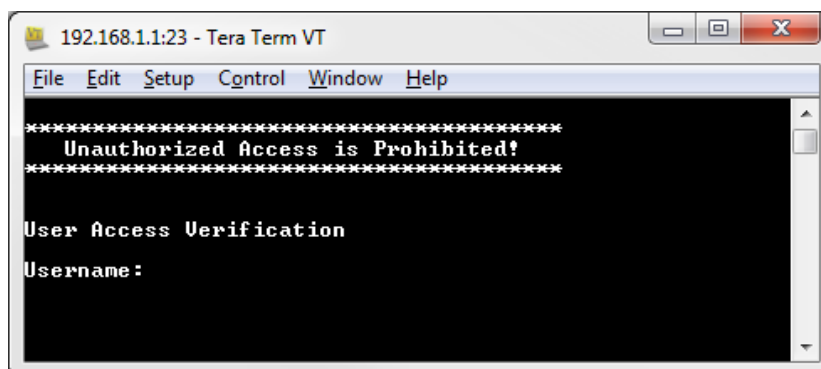 192.168.1.1:23 - Tera Term VT
File Edit Setup Control Window Help
*****************************************
Unauthorized Access is Prohibited!
*****************************************
User Access Verification
Username: